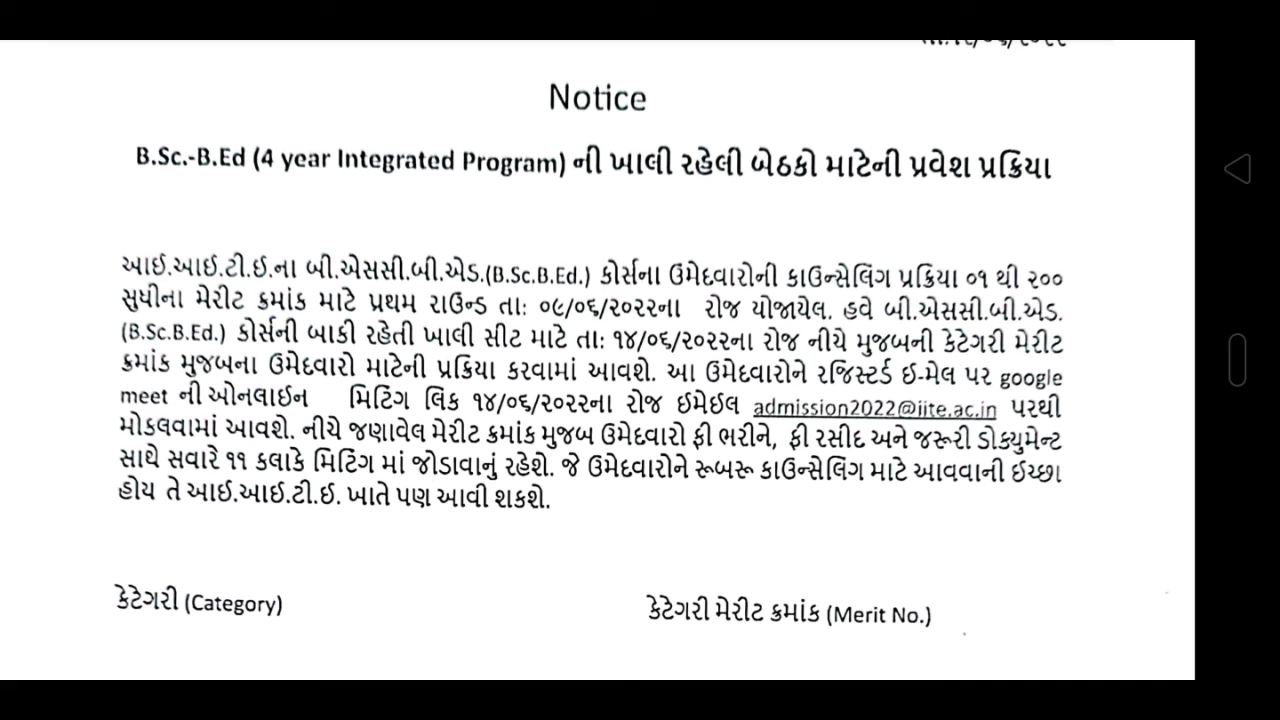 Notice
B.Sc.-B.Ed (4 year Integrated Program) ની ખાલી રહેલી બેઠકો માટેની પ્રવેશ પ્રક્રિયા
આઈ.આઈ.ટી.ઈ.ના બી.એસસી.બી.એડ.(B.Sc.B.Ed.) કોર્સના ઉમેદવારોની કાઉન્સેલિંગ પ્રક્રિયા ૦૧ થી ૨૦૦
સુધીના મેરીટ ક્રમાંક માટે પ્રથમ રાઉન્ડ તા: ૦૯/૦૬/૨૦૨૨ના રોજ યોજાયેલ. હવે બી.એસસી.બી.એડ.
(B.Sc.B.Ed.) કોર્સની બાકી રહેતી ખાલી સીટ માટે તા: ૧૪/૦૬/૨૦૨૨ના રોજ નીચે મુજબની કેટેગરી મેરીટ
ક્રમાંક મુજબના ઉમેદવારો માટેની પ્રક્રિયા કરવામાં આવશે. આ ઉમેદવારોને રજિસ્ટર્ડ ઈ-મેલ પર google
meet ની ઓનલાઈન મિટિંગ લિંક ૧૪/૦૬/૨૦૨૨ના રોજ ઈમેઈલ admission2022@iite.ac.in પરથી
મોકલવામાં આવશે. નીચે જણાવેલ મેરીટ ક્રમાંક મુજબ ઉમેદવારો ફી ભરીને, ફી રસીદ અને જરૂરી ડોક્યુમેન્ટ
સાથે સવારે ૧૧ કલાકે મિટિંગ માં જોડાવાનું રહેશે. જે ઉમેદવારોને રૂબરૂ કાઉન્સેલિંગ માટે આવવાની ઈચ્છા
હોય તે આઈ.આઈ.ટી.ઈ. ખાતે પણ આવી શકશે.
કેટેગરી (Category)
કેટેગરી મેરીટ ક્રમાંક (Merit No.)